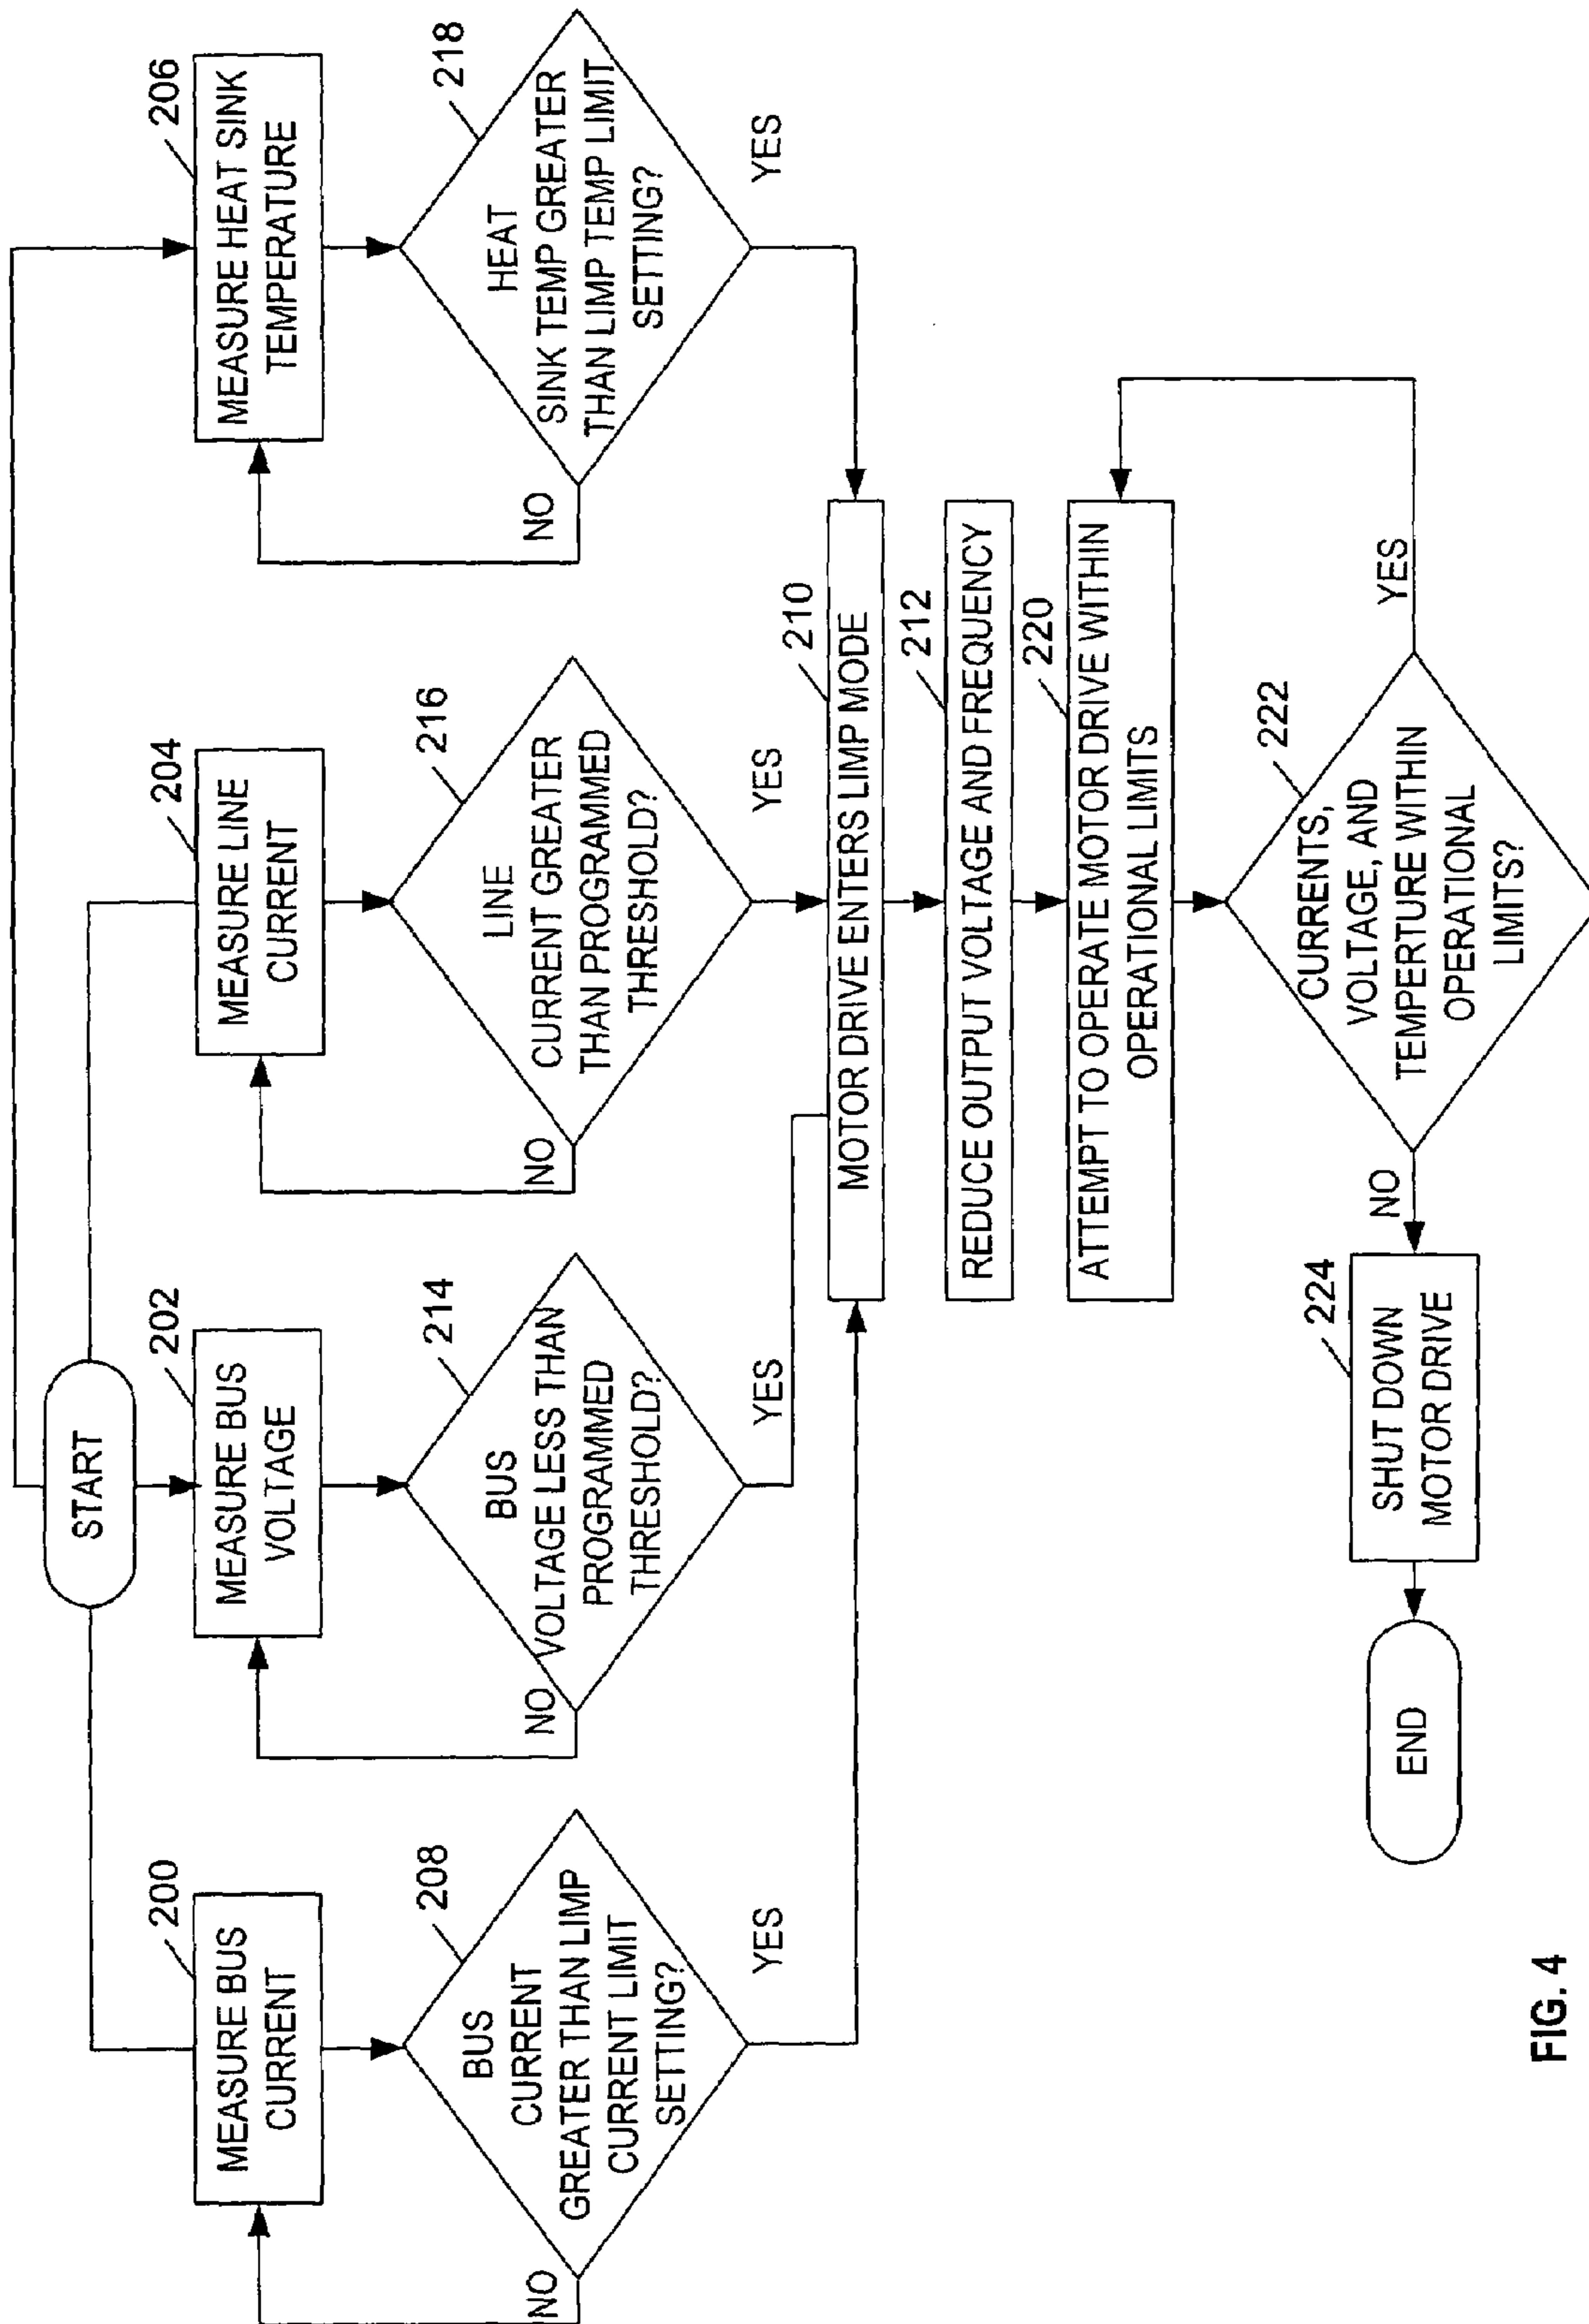 START
200
MEASURE BUS
CURRENT
202
MEASURE BUS
VOLTAGE
204
MEASURE LINE
CURRENT
206
MEASURE HEAT SINK
TEMPERATURE
208
BUS
CURRENT
GREATER THAN LIMP
CURRENT LIMIT
SETTING?
NO
YES
214
BUS
VOLTAGE LESS THAN
PROGRAMMED
THRESHOLD?
NO
YES
216
LINE
CURRENT GREATER
THAN PROGRAMMED
THRESHOLD?
NO
YES
218
HEAT
SINK TEMP GREATER
THAN LIMP TEMP LIMIT
SETTING?
NO
YES
210
MOTOR DRIVE ENTERS LIMP MODE
212
REDUCE OUTPUT VOLTAGE AND FREQUENCY
220
ATTEMPT TO OPERATE MOTOR DRIVE WITHIN
OPERATIONAL LIMITS
222
CURRENTS,
VOLTAGE, AND
TEMPERTURE WITHIN
OPERATIONAL
LIMITS?
YES
NO
224
SHUT DOWN
MOTOR DRIVE
END
FIG. 4